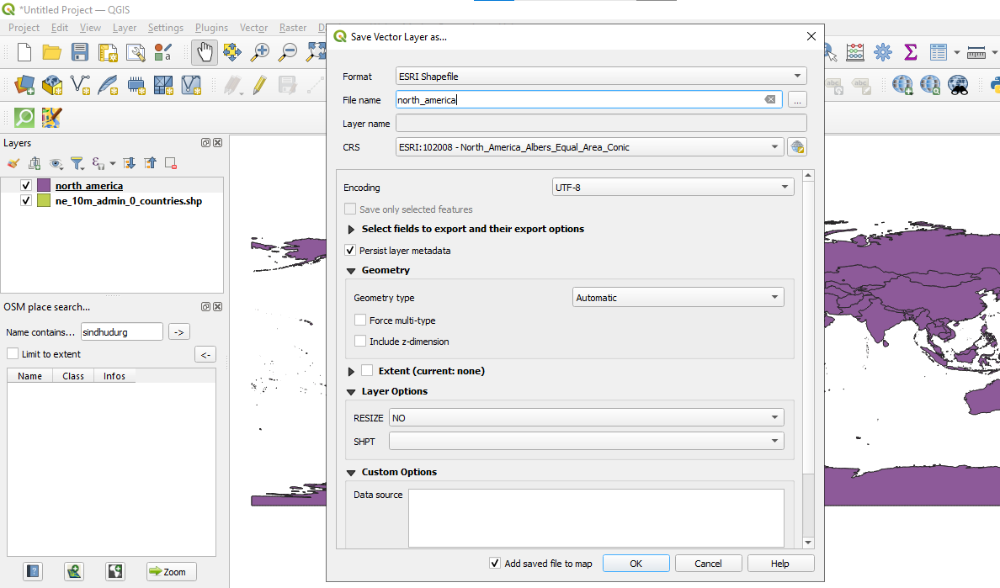 *Untitled Project — QGIS
Project Edit View Layer Settings Plugins Vector Raster D
Save Vector Layer as...
Format ESRI Shapefile
File name north_america
...
Layer name
CRS ESRI:102008 - North_America_Albers_Equal_Area_Conic
Layers
north_america
ne_10m_admin_0_countries.shp
Encoding UTF-8
Save only selected features
Select fields to export and their export options
Persist layer metadata
Geometry
Geometry type Automatic
Force multi-type
Include z-dimension
Extent (current: none)
Layer Options
RESIZE NO
SHPT
Custom Options
Data source
OSM place search...
Name contains... sindhudurg ->
Limit to extent <-
Name Class Infos
Zoom
Add saved file to map OK Cancel Help